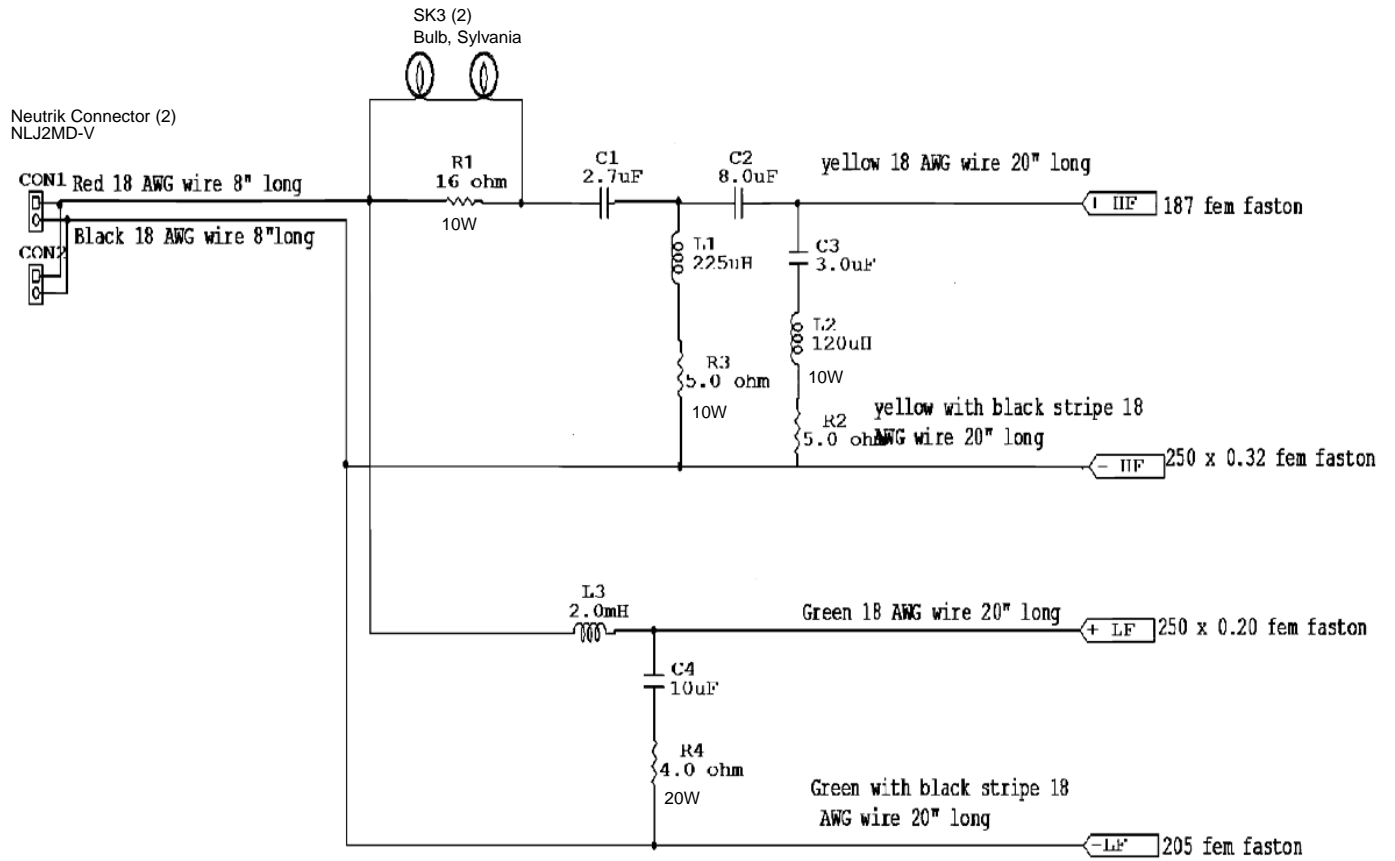 SK3 (2)
Bulb, Sylvania
Neutrik Connector (2)
NLJ2MD-V
CON1
Red 18 AWG wire 8" long
Black 18 AWG wire 8"long
CON2
R1
16 ohm
10W
C1
2.7uF
C2
8.0uF
yellow 18 AWG wire 20" long
HF
187 fem faston
L1
225uH
C3
3.0uF
L2
120uH
10W
R3
5.0 ohm
10W
R2
5.0 ohm
yellow with black stripe 18
AWG wire 20" long
- HF
250 x 0.32 fem faston
L3
2.0mH
Green 18 AWG wire 20" long
+ LF
250 x 0.20 fem faston
C4
10uF
R4
4.0 ohm
20W
Green with black stripe 18
AWG wire 20" long
-LF
205 fem faston